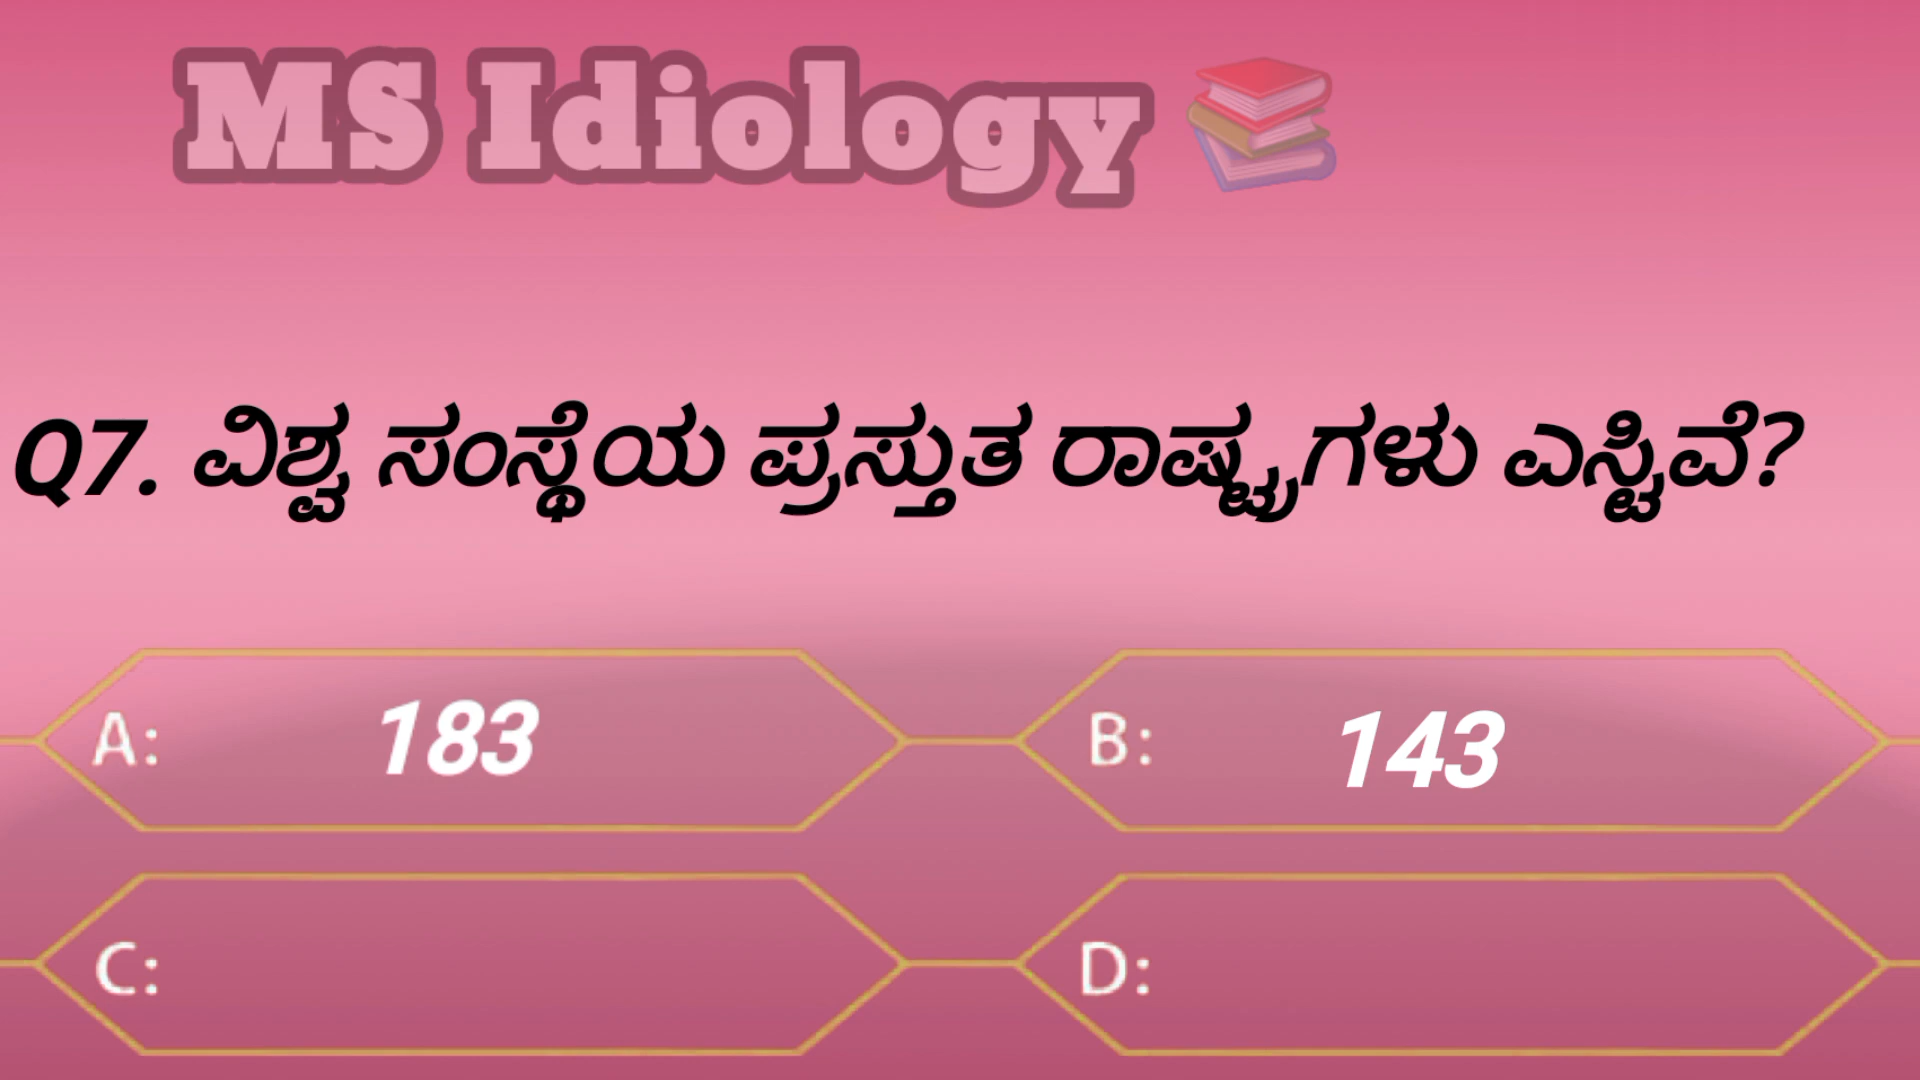 MS Idiology
Q7. ವಿಶ್ವ ಸಂಸ್ಥೆಯ ಪ್ರಸ್ತುತ ರಾಷ್ಟ್ರಗಳು ಎಸ್ಟಿವೆ?
A: 183
B: 143
C:
D: